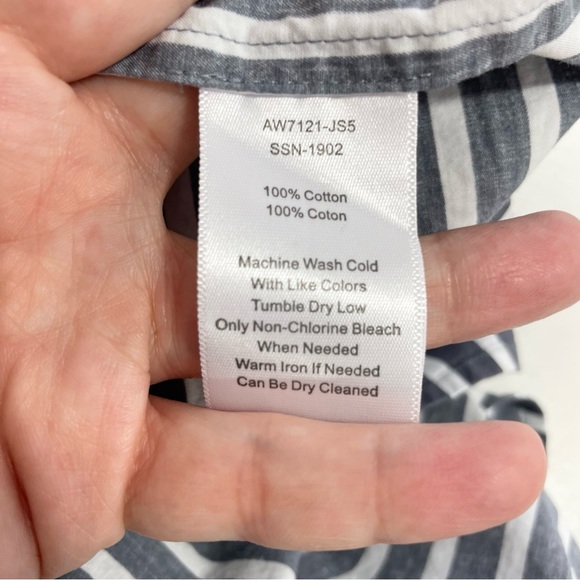 AW7121-JS5
SSN-1902
100% Cotton
100% Coton
Machine Wash Cold
With Like Colors
Tumble Dry Low
Only Non-Chlorine Bleach
When Needed
Warm Iron If Needed
Can Be Dry Cleaned